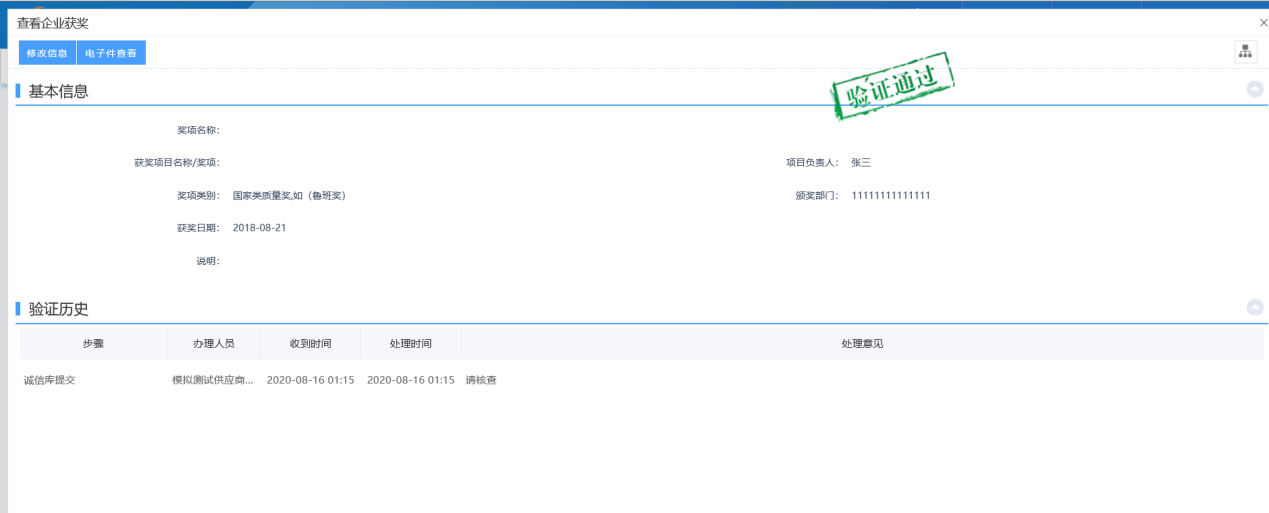 查看企业获奖
修改信息 电子件查看
验证通过
基本信息
奖项名称：
获奖项目名称/奖项： 项目负责人： 张三
奖项类别： 国家类质量奖,如（鲁班奖） 颁奖部门： 11111111111111
获奖日期： 2018-08-21
说明：
验证历史
步骤 办理人员 收到时间 处理时间 处理意见
诚信库提交 模拟测试供应商... 2020-08-16 01:15 2020-08-16 01:15 请核查